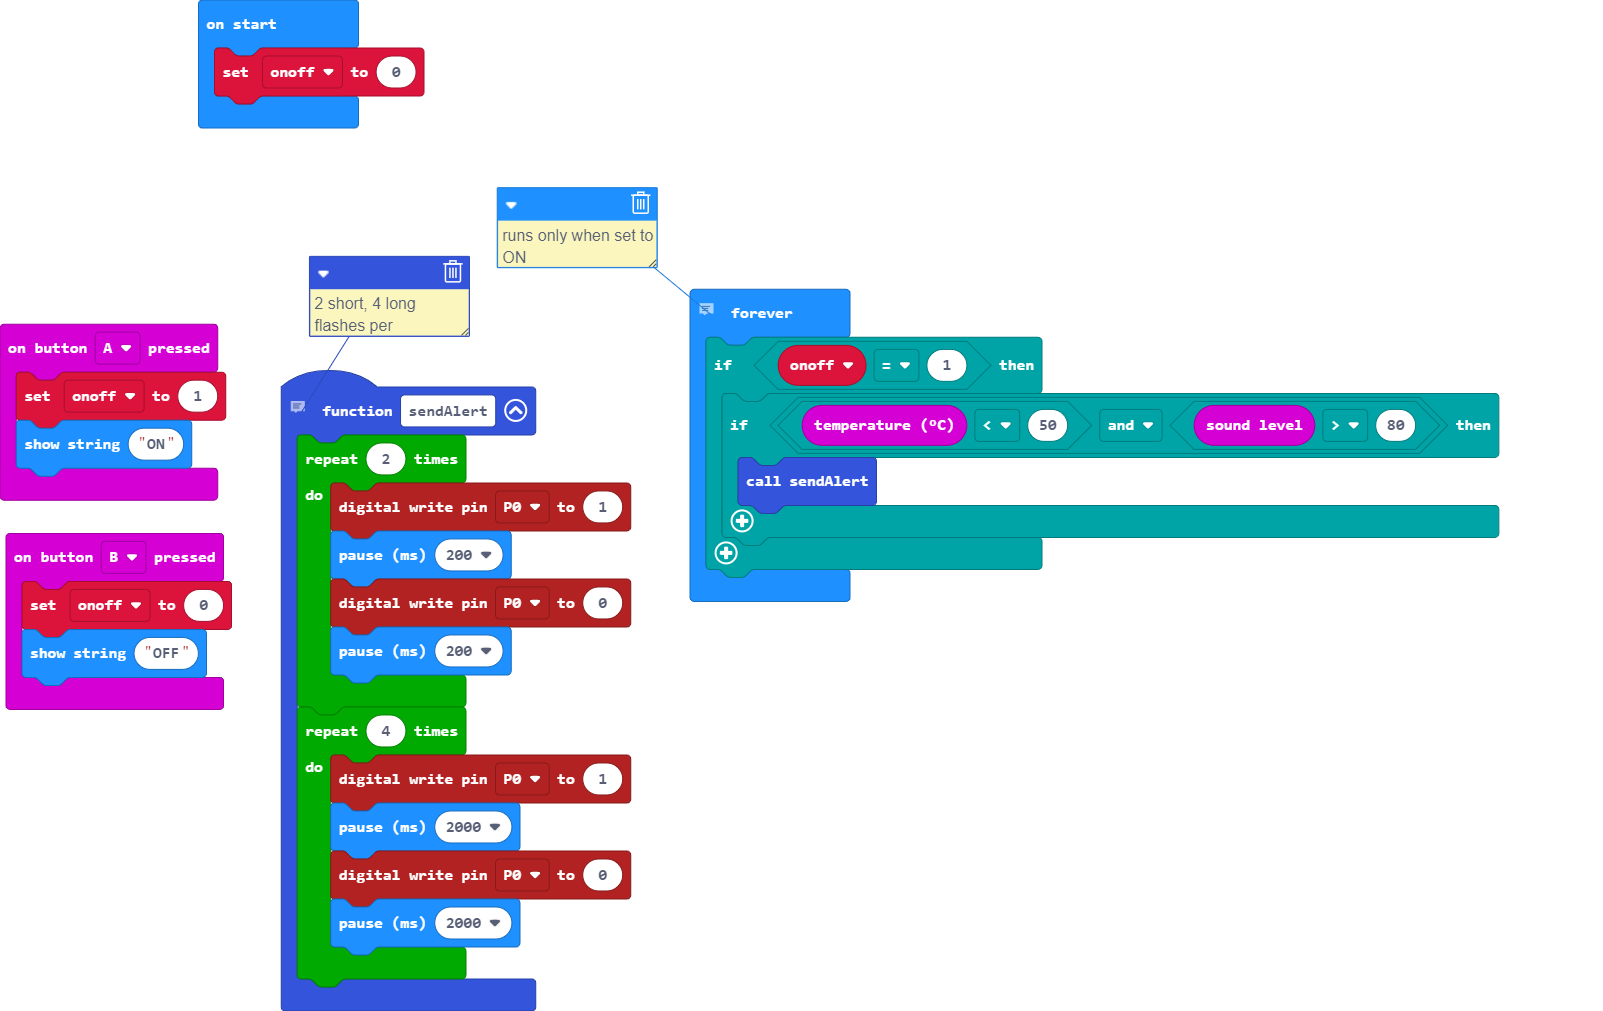 on start
set onoff to 0
runs only when set to
ON
2 short, 4 long
flashes per
on button A pressed
set onoff to 1
show string "ON"
on button B pressed
set onoff to 0
show string "OFF"
function sendAlert
repeat 2 times
do
digital write pin P0 to 1
pause (ms) 200
digital write pin P0 to 0
pause (ms) 200
repeat 4 times
do
digital write pin P0 to 1
pause (ms) 2000
digital write pin P0 to 0
pause (ms) 2000
forever
if onoff = 1 then
if temperature (ºC) < 50 and sound level > 80 then
call sendAlert